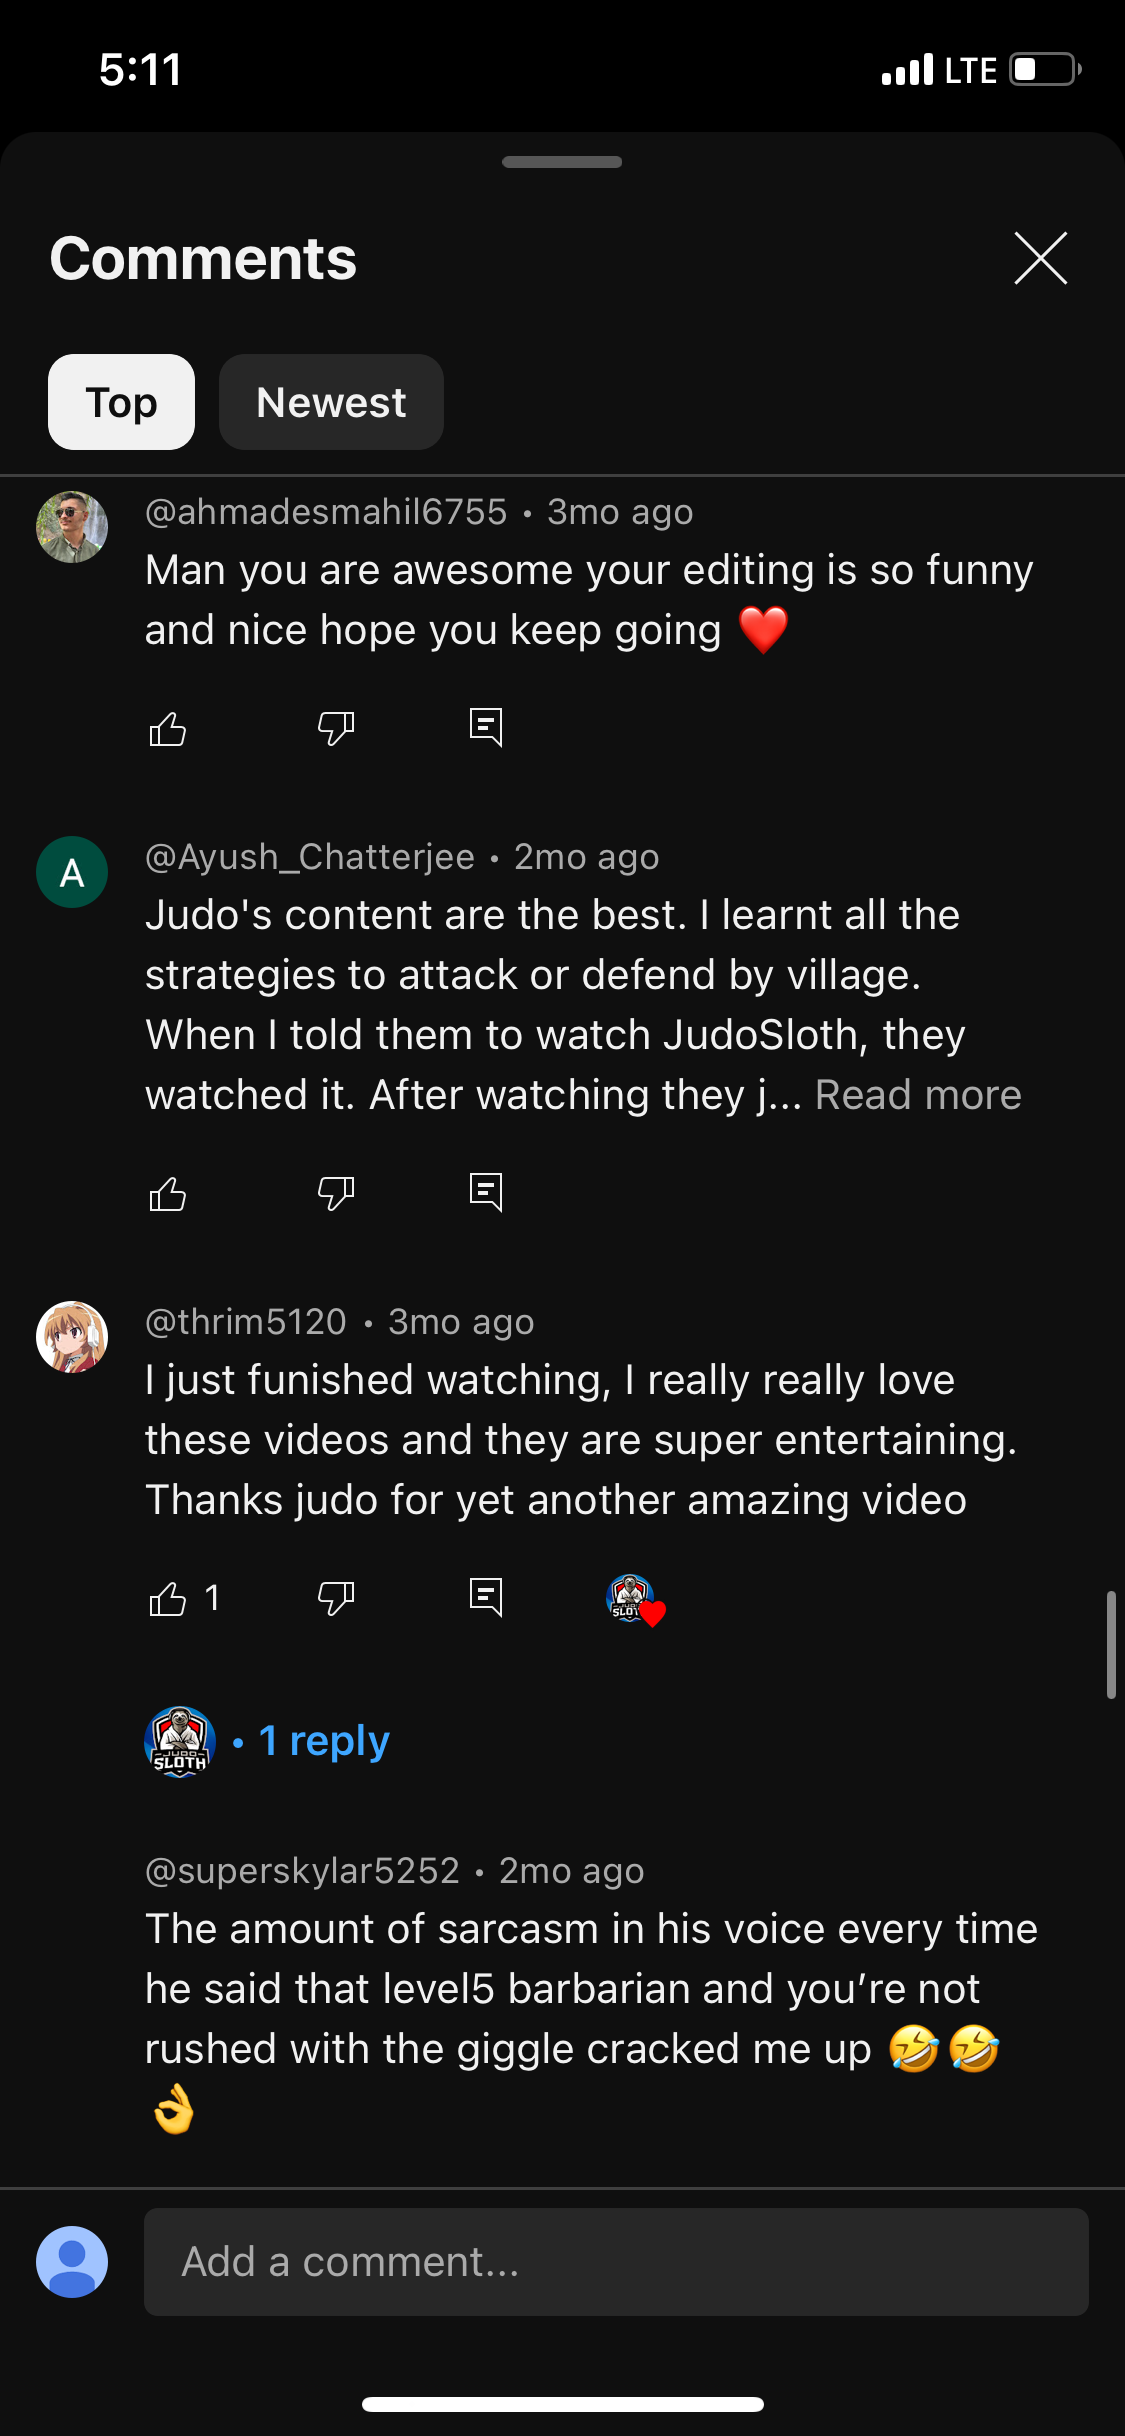 5:11
LTE
Comments
Top
Newest
@ahmadesmahil6755 • 3mo ago
Man you are awesome your editing is so funny
and nice hope you keep going ❤️
A
@Ayush_Chatterjee • 2mo ago
Judo's content are the best. I learnt all the
strategies to attack or defend by village.
When I told them to watch JudoSloth, they
watched it. After watching they j... Read more
@thrim5120 • 3mo ago
I just funished watching, I really really love
these videos and they are super entertaining.
Thanks judo for yet another amazing video
1
JUDO
SLOTH
JUDO
SLOTH
• 1 reply
@superskylar5252 • 2mo ago
The amount of sarcasm in his voice every time
he said that level5 barbarian and you’re not
rushed with the giggle cracked me up 🤣🤣
👌
Add a comment...